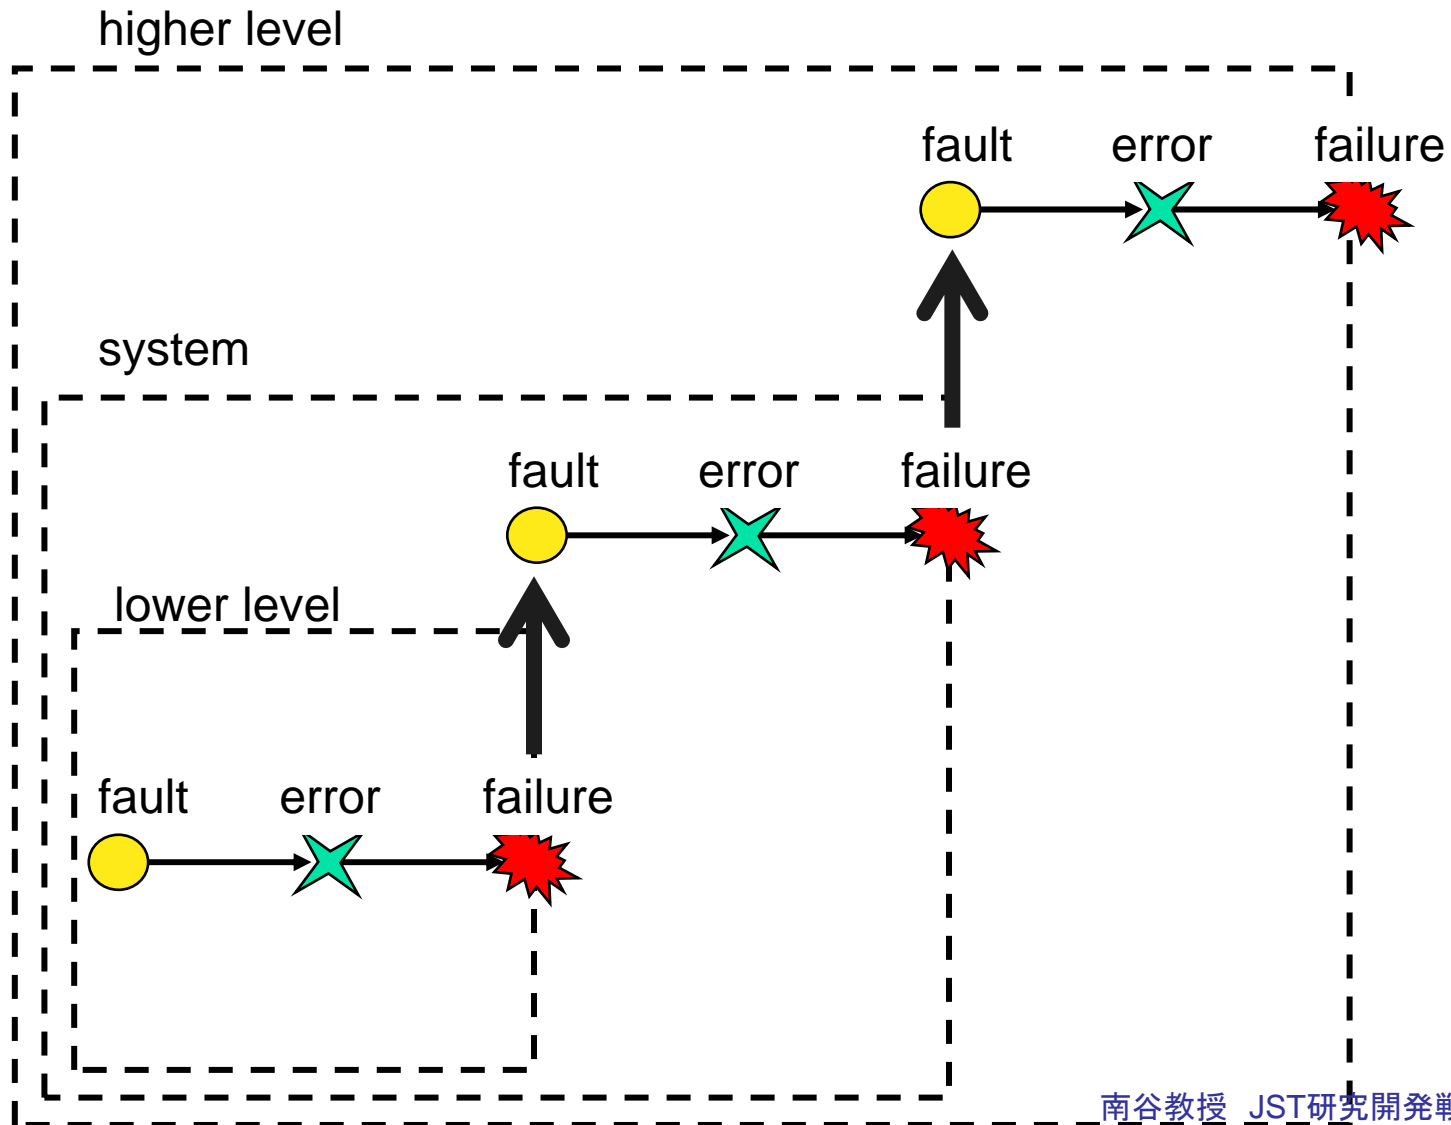 higher level
fault error failure
system
fault error failure
lower level
fault error failure
南谷教授 JST研究開発戦